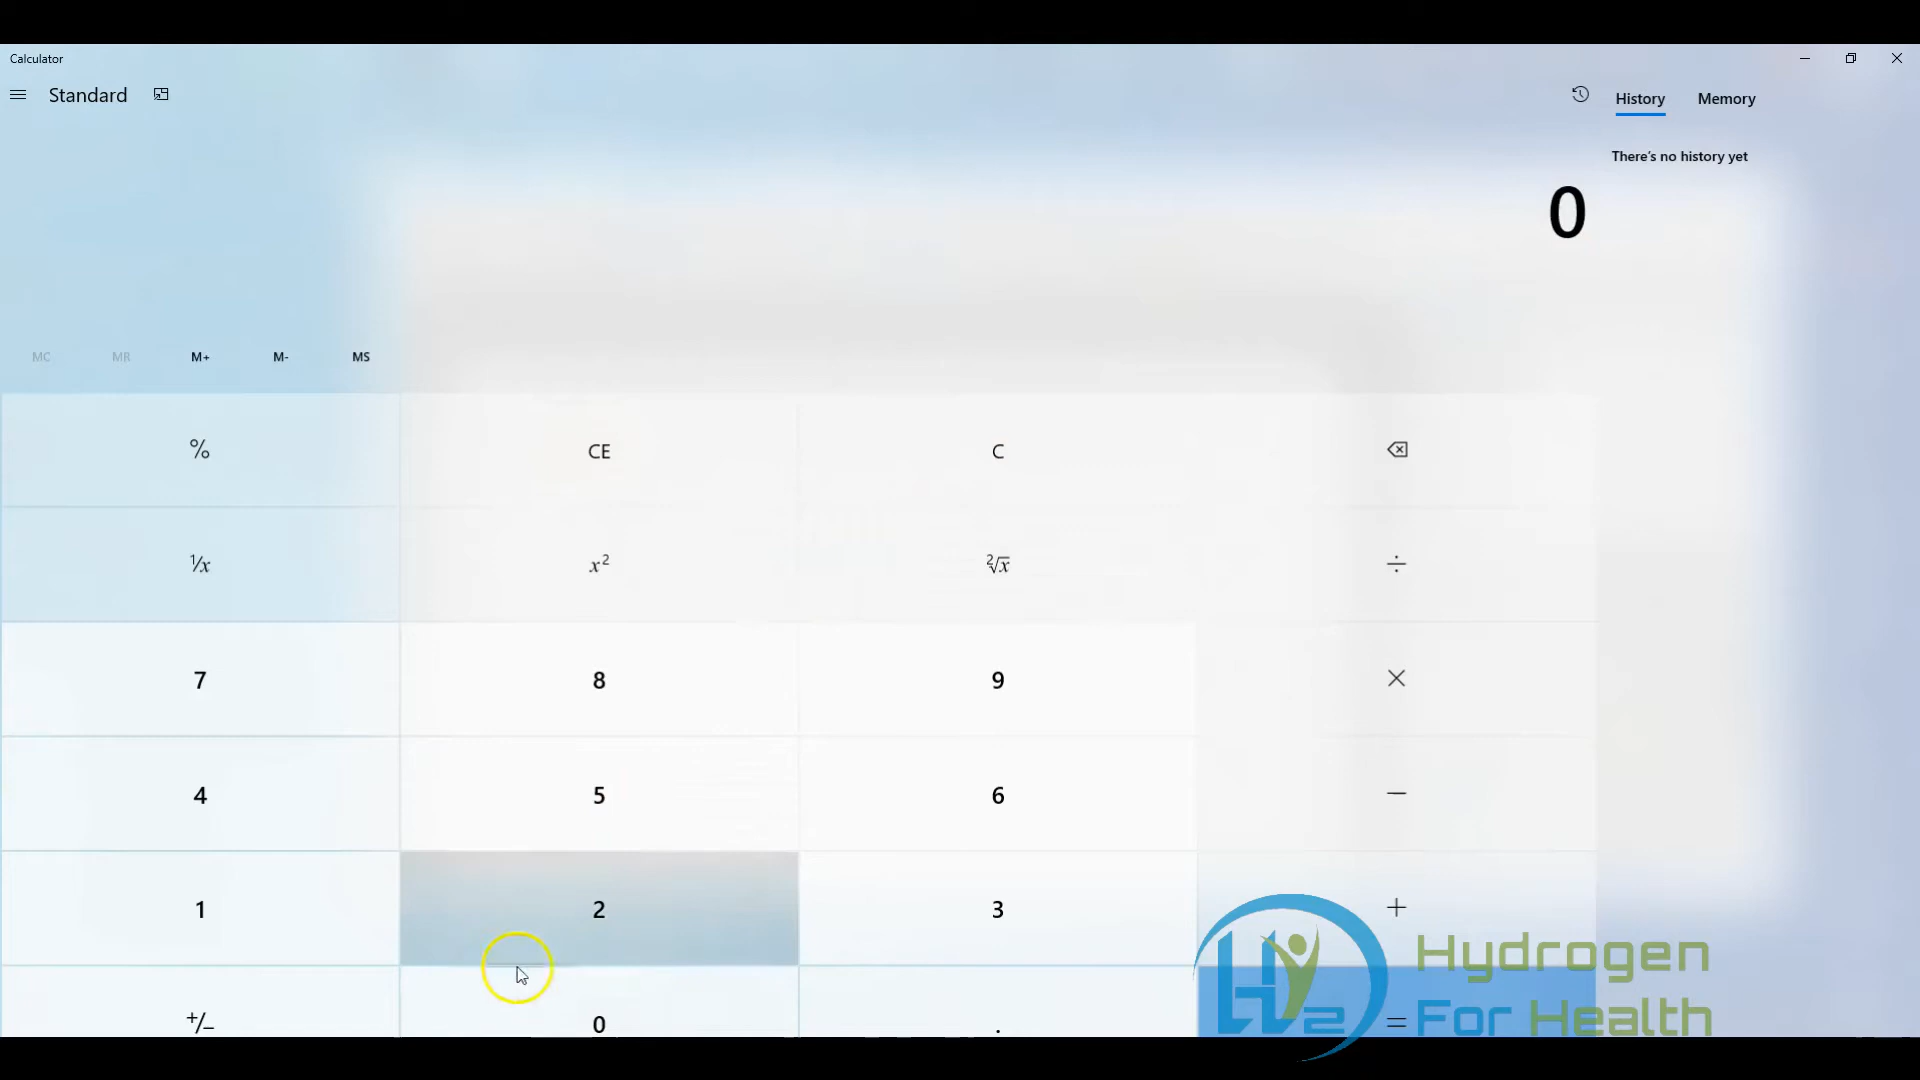 Calculator
Standard
History Memory
There's no history yet
0
MC MR M+ M- MS
% CE C
1/x x² ²√x ÷
7 8 9 ×
4 5 6 −
1 2 3 +
+/− 0 . =
H2
Hydrogen
For Health